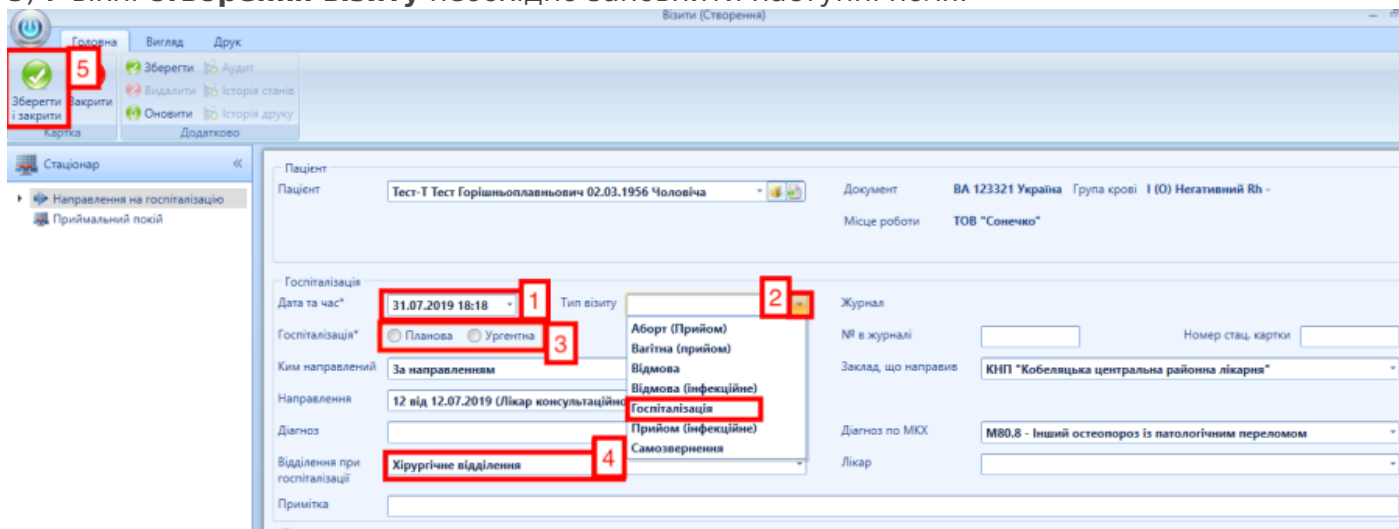 Візити (Створення)
Головна Вигляд Друк
5
Зберегти і закрити
Закрити
Зберегти Аудит
Видалити Історія станів
Оновити Історія друку
Картка Додатково
Стаціонар «
Направлення на госпіталізацію
Приймальний покій
Пацієнт
Пацієнт Тест-Т Тест Горішньоплавньович 02.03.1956 Чоловіча Документ ВА 123321 Україна Група крові I (O) Негативний Rh -
Місце роботи ТОВ "Сонечко"
Госпіталізація
Дата та час* 31.07.2019 18:18 1 Тип візиту 2 Журнал
Госпіталізація* Планова Ургентна 3 № в журналі Номер стац. картки
Аборт (Прийом)
Вагітна (прийом)
Відмова
Відмова (інфекційне)
Госпіталізація
Прийом (інфекційне)
Самозвернення
Ким направлений За направленням Заклад, що направив КНП "Кобеляцька центральна районна лікарня"
Направлення 12 від 12.07.2019 (Лікар консультаційно
Діагноз Діагноз по МКХ М80.8 - Інший остеопороз із патологічним переломом
Відділення при госпіталізації Хірургічне відділення 4 Лікар
Примітка